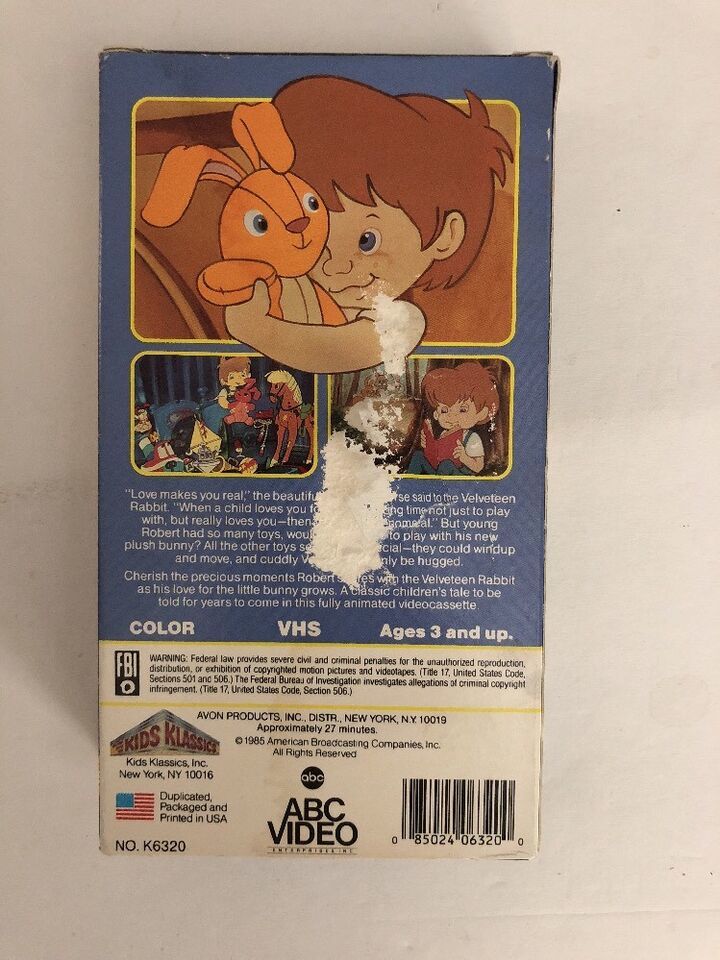 "Love makes you real," the beautif se said to the Velveteen
Rabbit. "When a child loves you ng time not just to play
with, but really loves you—then But young
Robert had so many toys, wou to play with his new
plush bunny? All the other toys cial—they could windup
and move, and cuddly nly be hugged.
Cherish the precious moments Robert with the Velveteen Rabbit
as his love for the little bunny grows. A classic children's tale to be
told for years to come in this fully animated videocassette.
COLOR VHS Ages 3 and up.
FBI WARNING: Federal law provides severe civil and criminal penalties for the unauthorized reproduction,
distribution, or exhibition of copyrighted motion pictures and videotapes. (Title 17, United States Code,
Sections 501 and 506.) The Federal Bureau of Investigation investigates allegations of criminal copyright
infringement. (Title 17, United States Code, Section 506.)
AVON PRODUCTS, INC., DISTR., NEW YORK, N.Y. 10019
Approximately 27 minutes.
©1985 American Broadcasting Companies, Inc.
All Rights Reserved
KIDS KLASSICS
Kids Klassics, Inc.
New York, NY 10016
Duplicated,
Packaged and
Printed in USA
NO. K6320
abc
ABC
VIDEO
ENTERPRISES INC
0 85024 06320 0